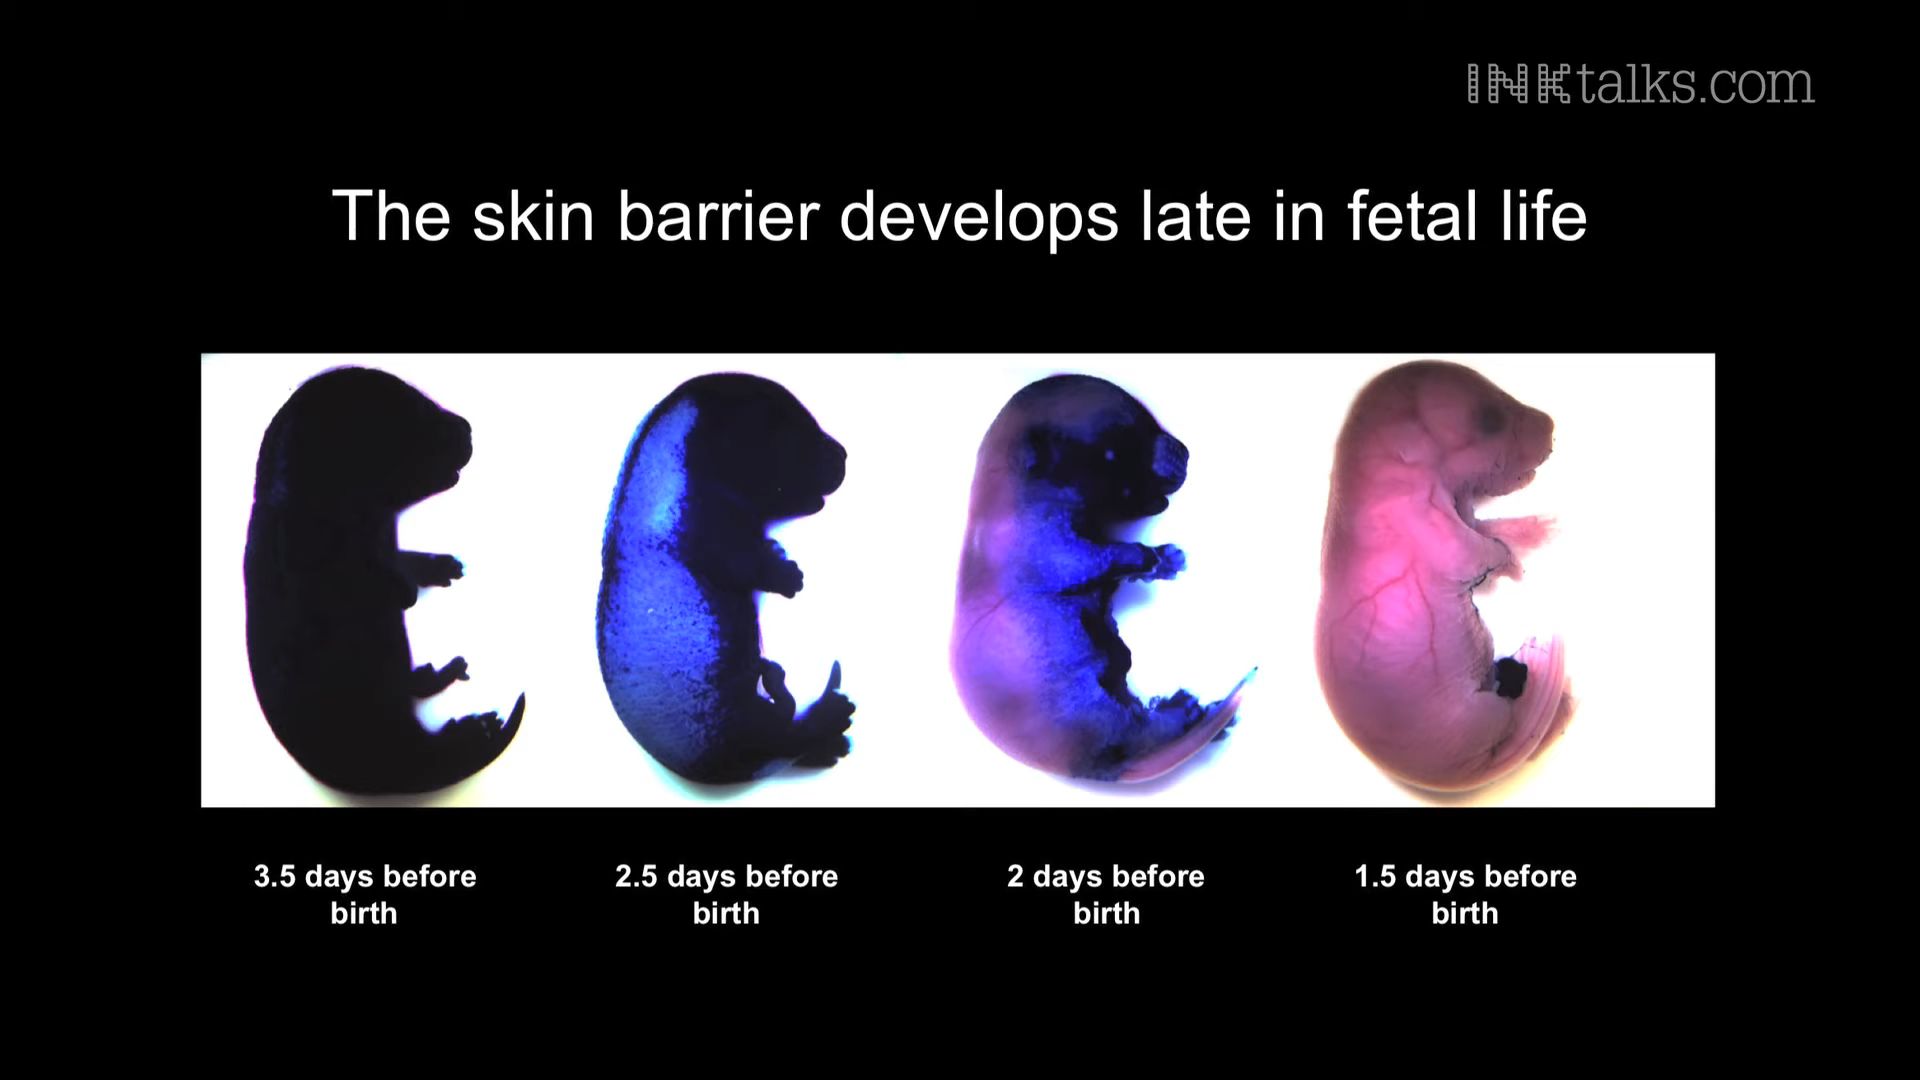 INKtalks.com
The skin barrier develops late in fetal life
3.5 days before
birth
2.5 days before
birth
2 days before
birth
1.5 days before
birth